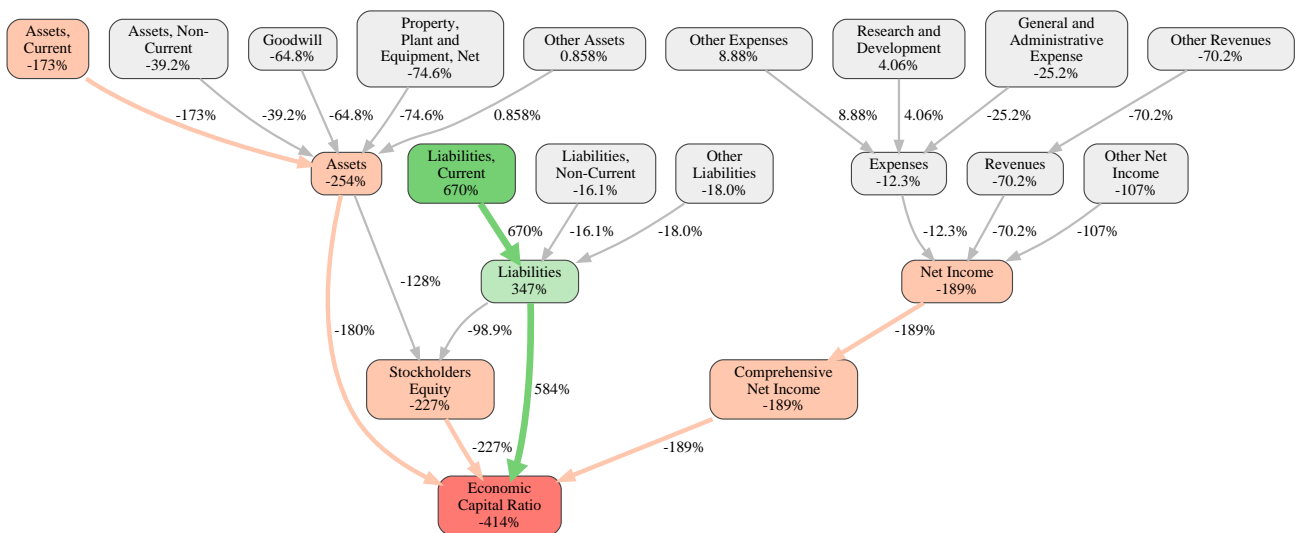 Assets,
Current
-173%
Assets, Non-
Current
-39.2%
Goodwill
-64.8%
Property,
Plant and
Equipment, Net
-74.6%
Other Assets
0.858%
Other Expenses
8.88%
Research and
Development
4.06%
General and
Administrative
Expense
-25.2%
Other Revenues
-70.2%
-173%
-39.2%
-64.8%
-74.6%
0.858%
8.88%
4.06%
-25.2%
-70.2%
Assets
-254%
Liabilities,
Current
670%
Liabilities,
Non-Current
-16.1%
Other
Liabilities
-18.0%
Expenses
-12.3%
Revenues
-70.2%
Other Net
Income
-107%
670%
-16.1%
-18.0%
-12.3%
-70.2%
-107%
-128%
Liabilities
347%
Net Income
-189%
-180%
-98.9%
-189%
Stockholders
Equity
-227%
584%
Comprehensive
Net Income
-189%
-227%
-189%
Economic
Capital Ratio
-414%